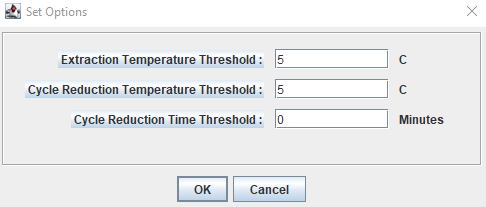 Set Options
Extraction Temperature Threshold : 5 C
Cycle Reduction Temperature Threshold : 5 C
Cycle Reduction Time Threshold : 0 Minutes
OK Cancel